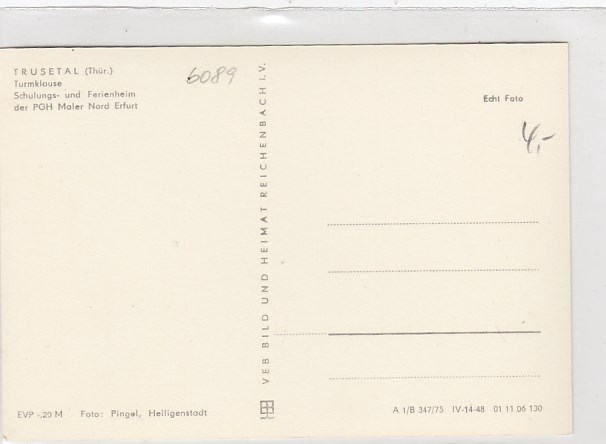 TRUSETAL (Thür.)
Turmklause
Schulungs- und Ferienheim
der PGH Maler Nord Erfurt
6089
VEB BILD UND HEIMAT REICHENBACH I.V.
Echt Foto
4,-
EVP -,20 M Foto: Pingel, Heiligenstadt
A 1/B 347/75 IV-14-48 01 11 06 130